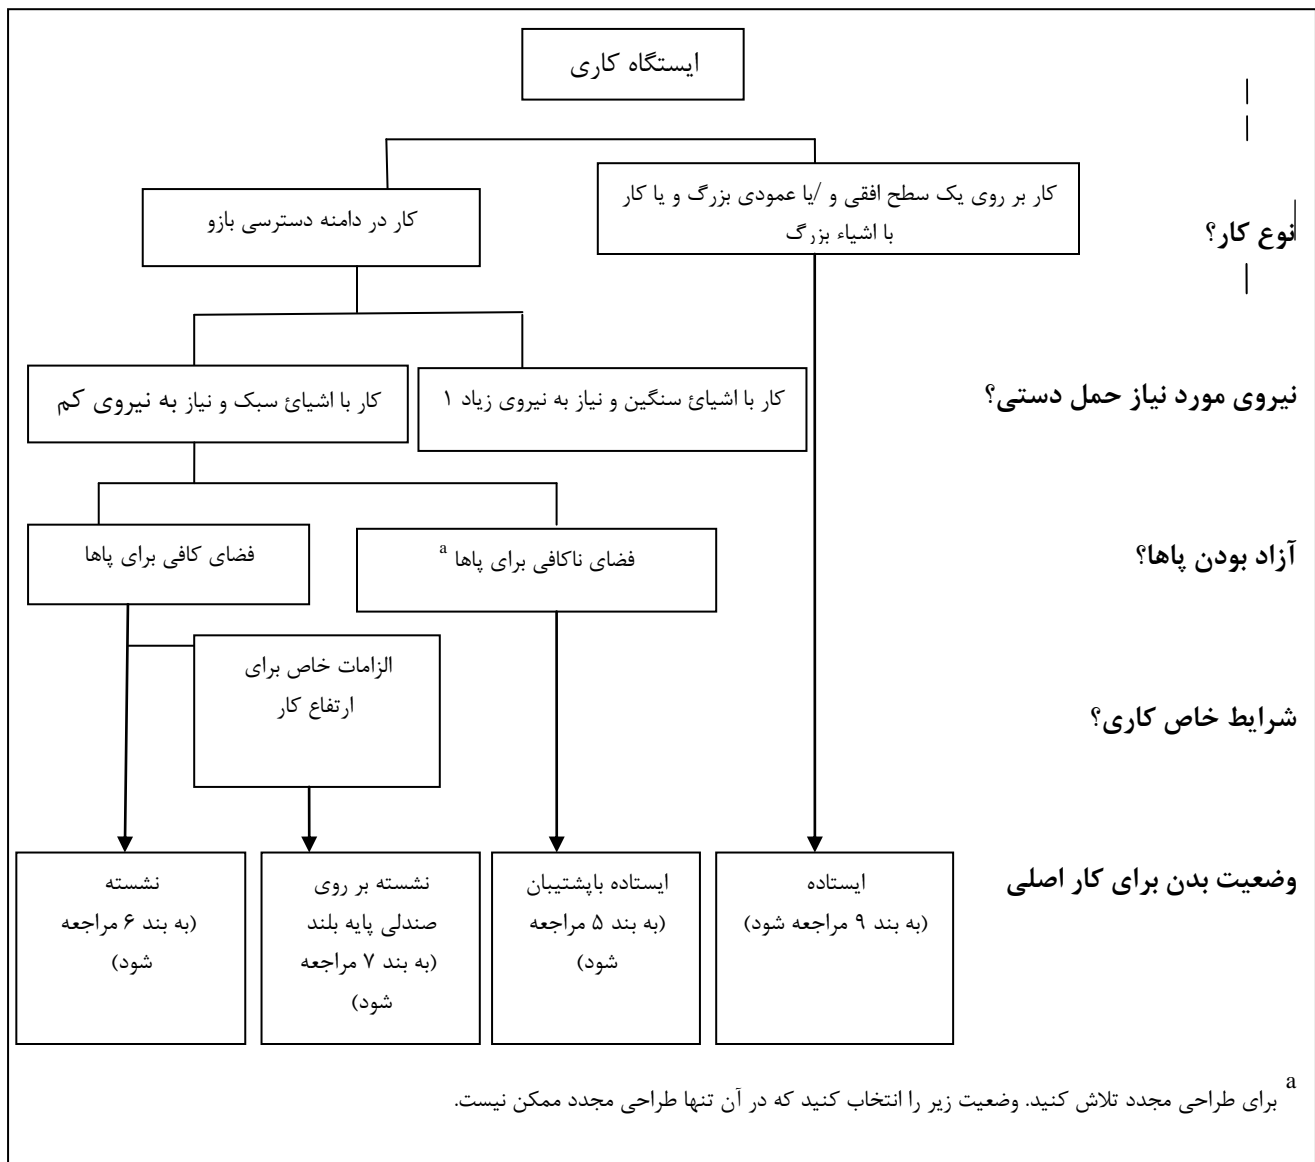 ایستگاه کاری
کار بر روی یک سطح افقی و /یا عمودی بزرگ و یا کار
با اشیاء بزرگ
کار در دامنه دسترسی بازو
نوع کار؟
نیروی مورد نیاز حمل دستی؟
کار با اشیائ سنگین و نیاز به نیروی زیاد ۱
کار با اشیائ سبک و نیاز به نیروی کم
آزاد بودن پاها؟
فضای ناکافی برای پاها a
فضای کافی برای پاها
شرایط خاص کاری؟
الزامات خاص برای
ارتفاع کار
وضعیت بدن برای کار اصلی
ایستاده
(به بند ۹ مراجعه شود)
ایستاده باپشتیبان
(به بند ۵ مراجعه
شود)
نشسته بر روی
صندلی پایه بلند
(به بند ۷ مراجعه
شود)
نشسته
(به بند ۶ مراجعه
شود)
a برای طراحی مجدد تلاش کنید. وضعیت زیر را انتخاب کنید که در آن تنها طراحی مجدد ممکن نیست.